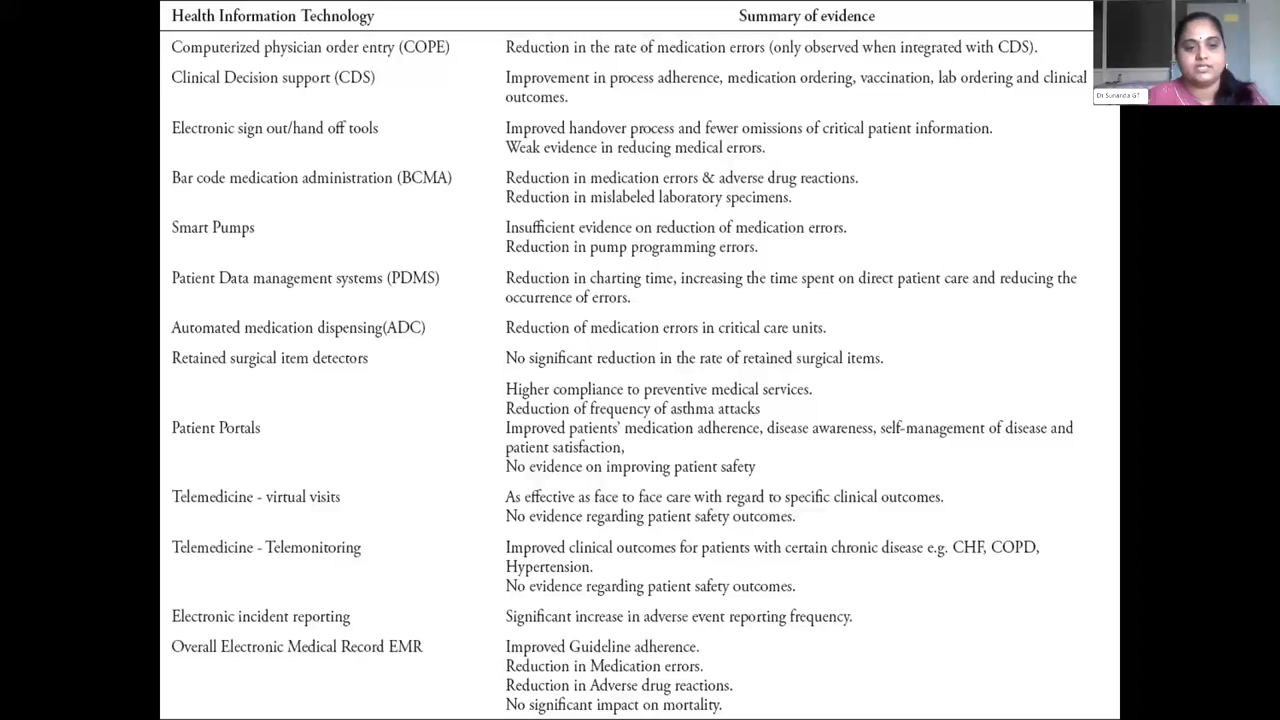 Health Information Technology Summary of evidence
Computerized physician order entry (COPE) Reduction in the rate of medication errors (only observed when integrated with CDS).
Clinical Decision support (CDS) Improvement in process adherence, medication ordering, vaccination, lab ordering and clinical
outcomes.
Electronic sign out/hand off tools Improved handover process and fewer omissions of critical patient information.
Weak evidence in reducing medical errors.
Bar code medication administration (BCMA) Reduction in medication errors & adverse drug reactions.
Reduction in mislabeled laboratory specimens.
Smart Pumps Insufficient evidence on reduction of medication errors.
Reduction in pump programming errors.
Patient Data management systems (PDMS) Reduction in charting time, increasing the time spent on direct patient care and reducing the
occurrence of errors.
Automated medication dispensing(ADC) Reduction of medication errors in critical care units.
Retained surgical item detectors No significant reduction in the rate of retained surgical items.
Higher compliance to preventive medical services.
Reduction of frequency of asthma attacks
Patient Portals Improved patients' medication adherence, disease awareness, self-management of disease and
patient satisfaction,
No evidence on improving patient safety
Telemedicine - virtual visits As effective as face to face care with regard to specific clinical outcomes.
No evidence regarding patient safety outcomes.
Telemedicine - Telemonitoring Improved clinical outcomes for patients with certain chronic disease e.g. CHF, COPD,
Hypertension.
No evidence regarding patient safety outcomes.
Electronic incident reporting Significant increase in adverse event reporting frequency.
Overall Electronic Medical Record EMR Improved Guideline adherence.
Reduction in Medication errors.
Reduction in Adverse drug reactions.
No significant impact on mortality.
Dr Sunanda GT